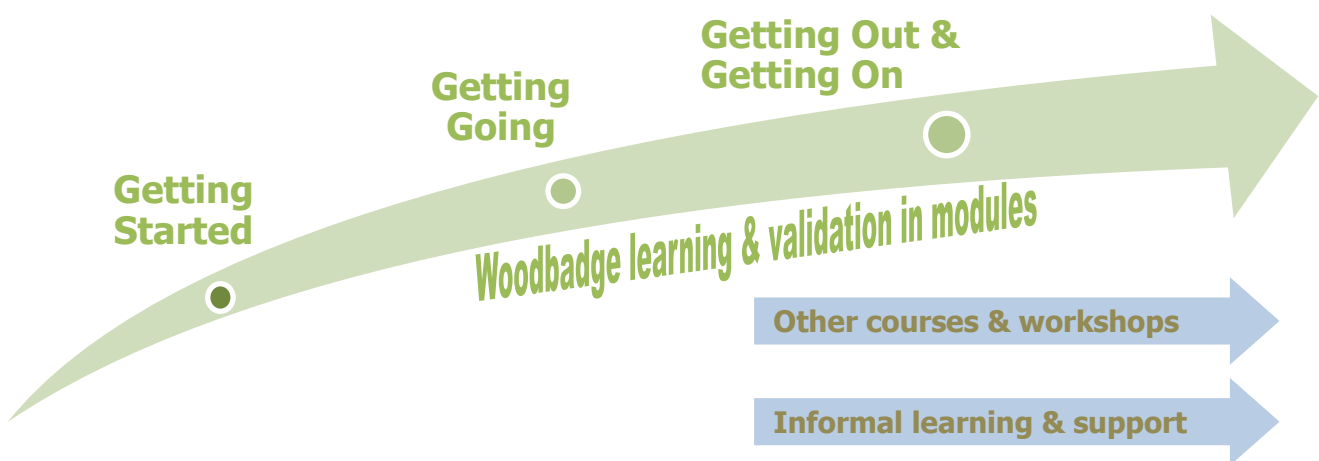 Getting Out &
Getting On
Getting
Going
Getting
Started
Woodbadge learning & validation in modules
Other courses & workshops
Informal learning & support